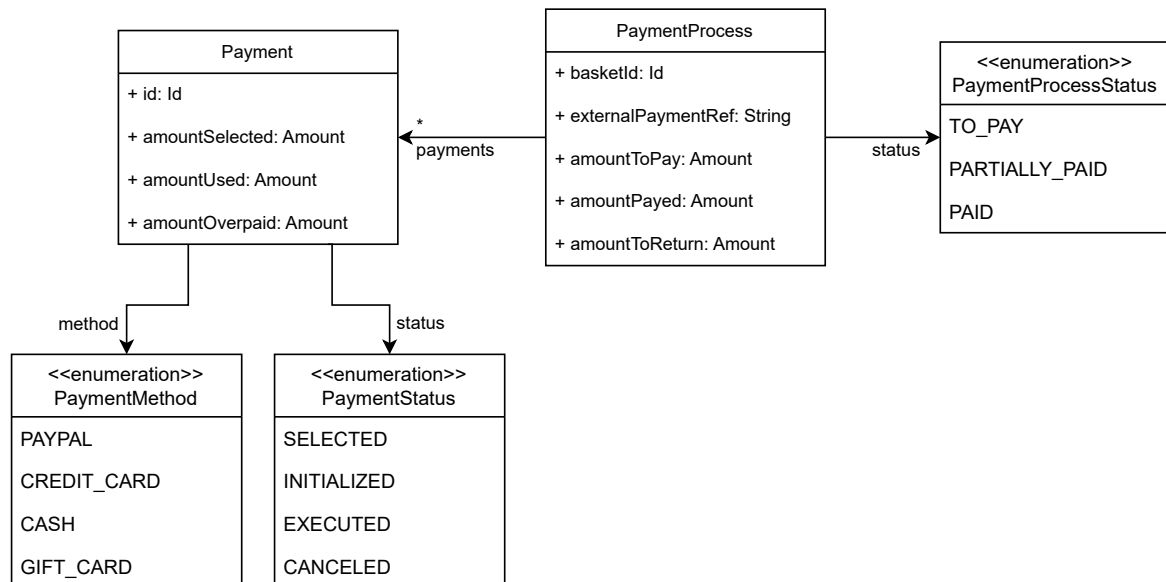 Payment
+ id: Id
+ amountSelected: Amount
+ amountUsed: Amount
+ amountOverpaid: Amount
*
payments
PaymentProcess
+ basketId: Id
+ externalPaymentRef: String
+ amountToPay: Amount
+ amountPayed: Amount
+ amountToReturn: Amount
status
<<enumeration>>
PaymentProcessStatus
TO_PAY
PARTIALLY_PAID
PAID
method
status
<<enumeration>>
PaymentMethod
PAYPAL
CREDIT_CARD
CASH
GIFT_CARD
<<enumeration>>
PaymentStatus
SELECTED
INITIALIZED
EXECUTED
CANCELED